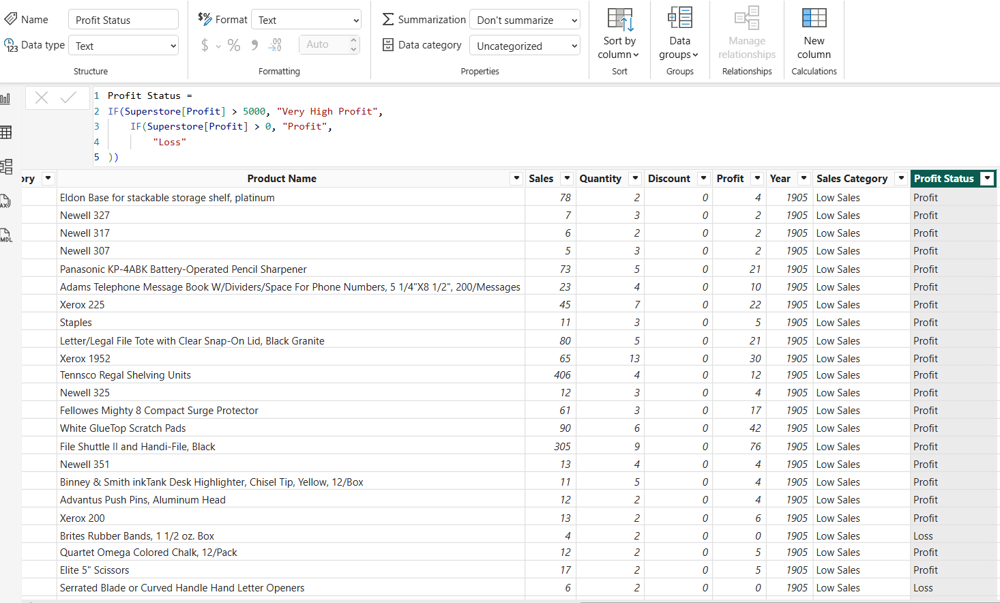 Name Profit Status
Data type Text
Structure
Format Text
$ % 9 .00 Auto
Formatting
Summarization Don't summarize
Data category Uncategorized
Properties
Sort by
column
Sort
Data
groups
Groups
Manage
relationships
Relationships
New
column
Calculations
1 Profit Status =
2 IF(Superstore[Profit] > 5000, "Very High Profit",
3 IF(Superstore[Profit] > 0, "Profit",
4 "Loss"
5 ))
ory Product Name Sales Quantity Discount Profit Year Sales Category Profit Status
Eldon Base for stackable storage shelf, platinum 78 2 0 4 1905 Low Sales Profit
Newell 327 7 3 0 2 1905 Low Sales Profit
Newell 317 6 2 0 2 1905 Low Sales Profit
Newell 307 5 3 0 2 1905 Low Sales Profit
Panasonic KP-4ABK Battery-Operated Pencil Sharpener 73 5 0 21 1905 Low Sales Profit
Adams Telephone Message Book W/Dividers/Space For Phone Numbers, 5 1/4"X8 1/2", 200/Messages 23 4 0 10 1905 Low Sales Profit
Xerox 225 45 7 0 22 1905 Low Sales Profit
Staples 11 3 0 5 1905 Low Sales Profit
Letter/Legal File Tote with Clear Snap-On Lid, Black Granite 80 5 0 21 1905 Low Sales Profit
Xerox 1952 65 13 0 30 1905 Low Sales Profit
Tennsco Regal Shelving Units 406 4 0 12 1905 Low Sales Profit
Newell 325 12 3 0 4 1905 Low Sales Profit
Fellowes Mighty 8 Compact Surge Protector 61 3 0 17 1905 Low Sales Profit
White GlueTop Scratch Pads 90 6 0 42 1905 Low Sales Profit
File Shuttle II and Handi-File, Black 305 9 0 76 1905 Low Sales Profit
Newell 351 13 4 0 4 1905 Low Sales Profit
Binney & Smith inkTank Desk Highlighter, Chisel Tip, Yellow, 12/Box 11 5 0 4 1905 Low Sales Profit
Advantus Push Pins, Aluminum Head 12 2 0 4 1905 Low Sales Profit
Xerox 200 13 2 0 6 1905 Low Sales Profit
Brites Rubber Bands, 1 1/2 oz. Box 4 2 0 0 1905 Low Sales Loss
Quartet Omega Colored Chalk, 12/Pack 12 2 0 5 1905 Low Sales Profit
Elite 5" Scissors 17 2 0 5 1905 Low Sales Profit
Serrated Blade or Curved Handle Hand Letter Openers 6 2 0 0 1905 Low Sales Loss